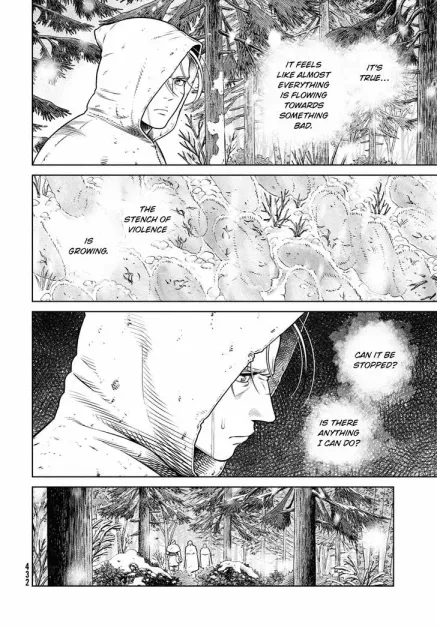 IT'S
TRUE...
IT FEELS
LIKE ALMOST
EVERYTHING
IS FLOWING
TOWARDS
SOMETHING
BAD.
THE
STENCH OF
VIOLENCE
IS
GROWING.
CAN IT BE
STOPPED?
IS THERE
ANYTHING
I CAN DO?
432